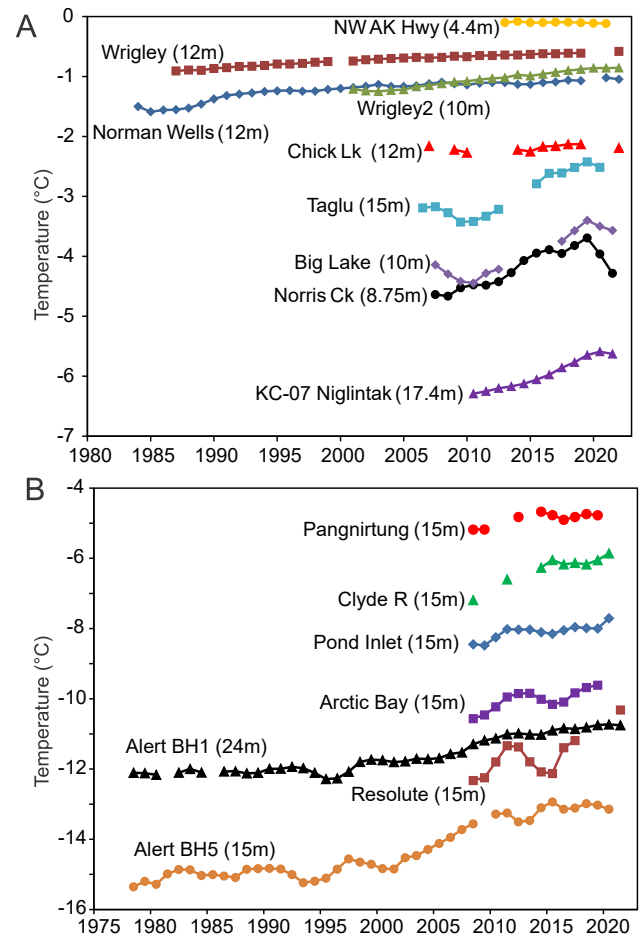 A
0
NW AK Hwy (4.4m)
Wrigley (12m)
-1
Wrigley2 (10m)
Norman Wells (12m)
-2
Chick Lk (12m)
Taglu (15m)
-3
Temperature (°C)
-4
Big Lake (10m)
Norris Ck (8.75m)
-5
-6
KC-07 Niglintak (17.4m)
-7
1980 1985 1990 1995 2000 2005 2010 2015 2020
B
-4
Pangnirtung (15m)
-6
Clyde R (15m)
-8
Pond Inlet (15m)
Temperature (°C)
-10
Arctic Bay (15m)
Alert BH1 (24m)
-12
Resolute (15m)
-14
Alert BH5 (15m)
-16
1975 1980 1985 1990 1995 2000 2005 2010 2015 2020